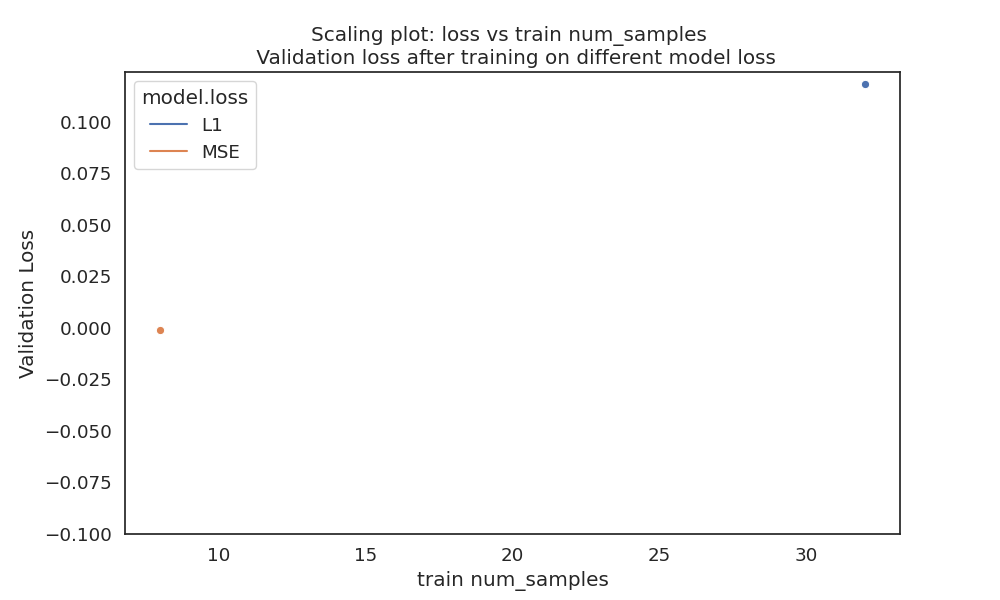 Scaling plot: loss vs train num_samples
Validation loss after training on different model loss
model.loss
L1
MSE
0.100
0.075
0.050
0.025
0.000
−0.025
−0.050
−0.075
−0.100
Validation Loss
10 15 20 25 30
train num_samples